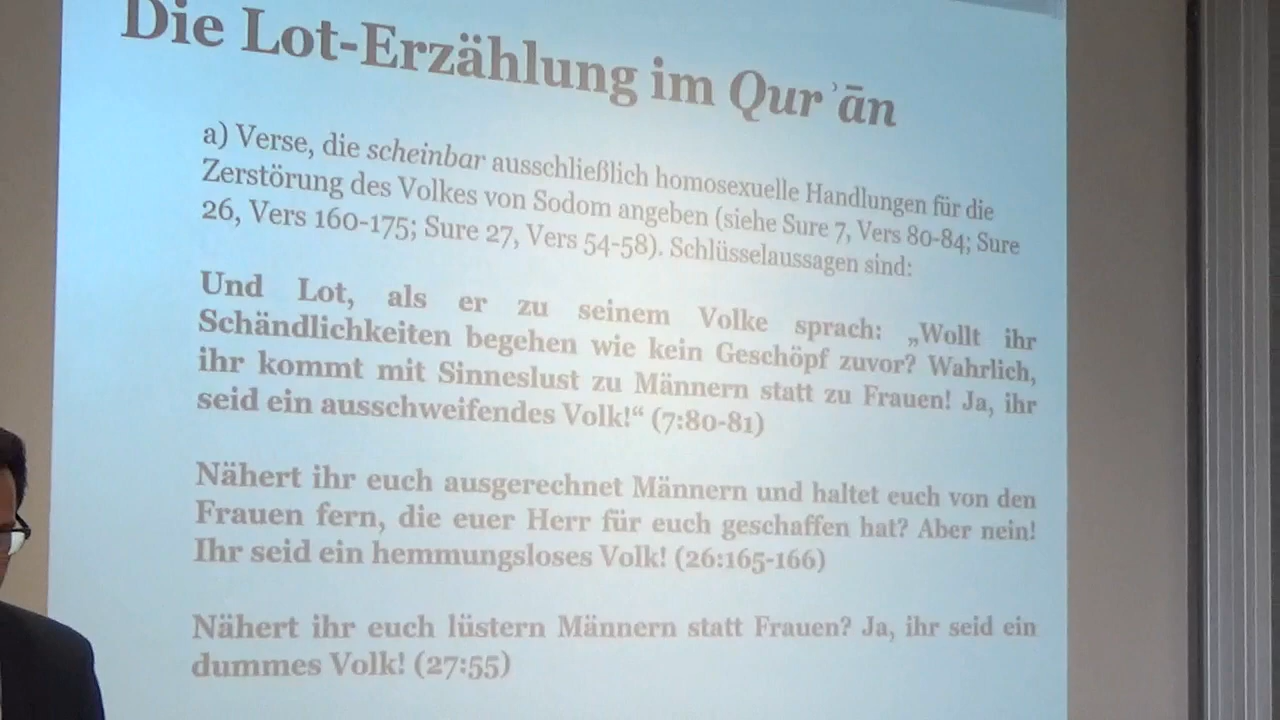 Die Lot-Erzählung im Qurʾān
a) Verse, die scheinbar ausschließlich homosexuelle Handlungen für die
Zerstörung des Volkes von Sodom angeben (siehe Sure 7, Vers 80-84; Sure
26, Vers 160-175; Sure 27, Vers 54-58). Schlüsselaussagen sind:
Und Lot, als er zu seinem Volke sprach: „Wollt ihr
Schändlichkeiten begehen wie kein Geschöpf zuvor? Wahrlich,
ihr kommt mit Sinneslust zu Männern statt zu Frauen! Ja, ihr
seid ein ausschweifendes Volk!“ (7:80-81)
Nähert ihr euch ausgerechnet Männern und haltet euch von den
Frauen fern, die euer Herr für euch geschaffen hat? Aber nein!
Ihr seid ein hemmungsloses Volk! (26:165-166)
Nähert ihr euch lüstern Männern statt Frauen? Ja, ihr seid ein
dummes Volk! (27:55)